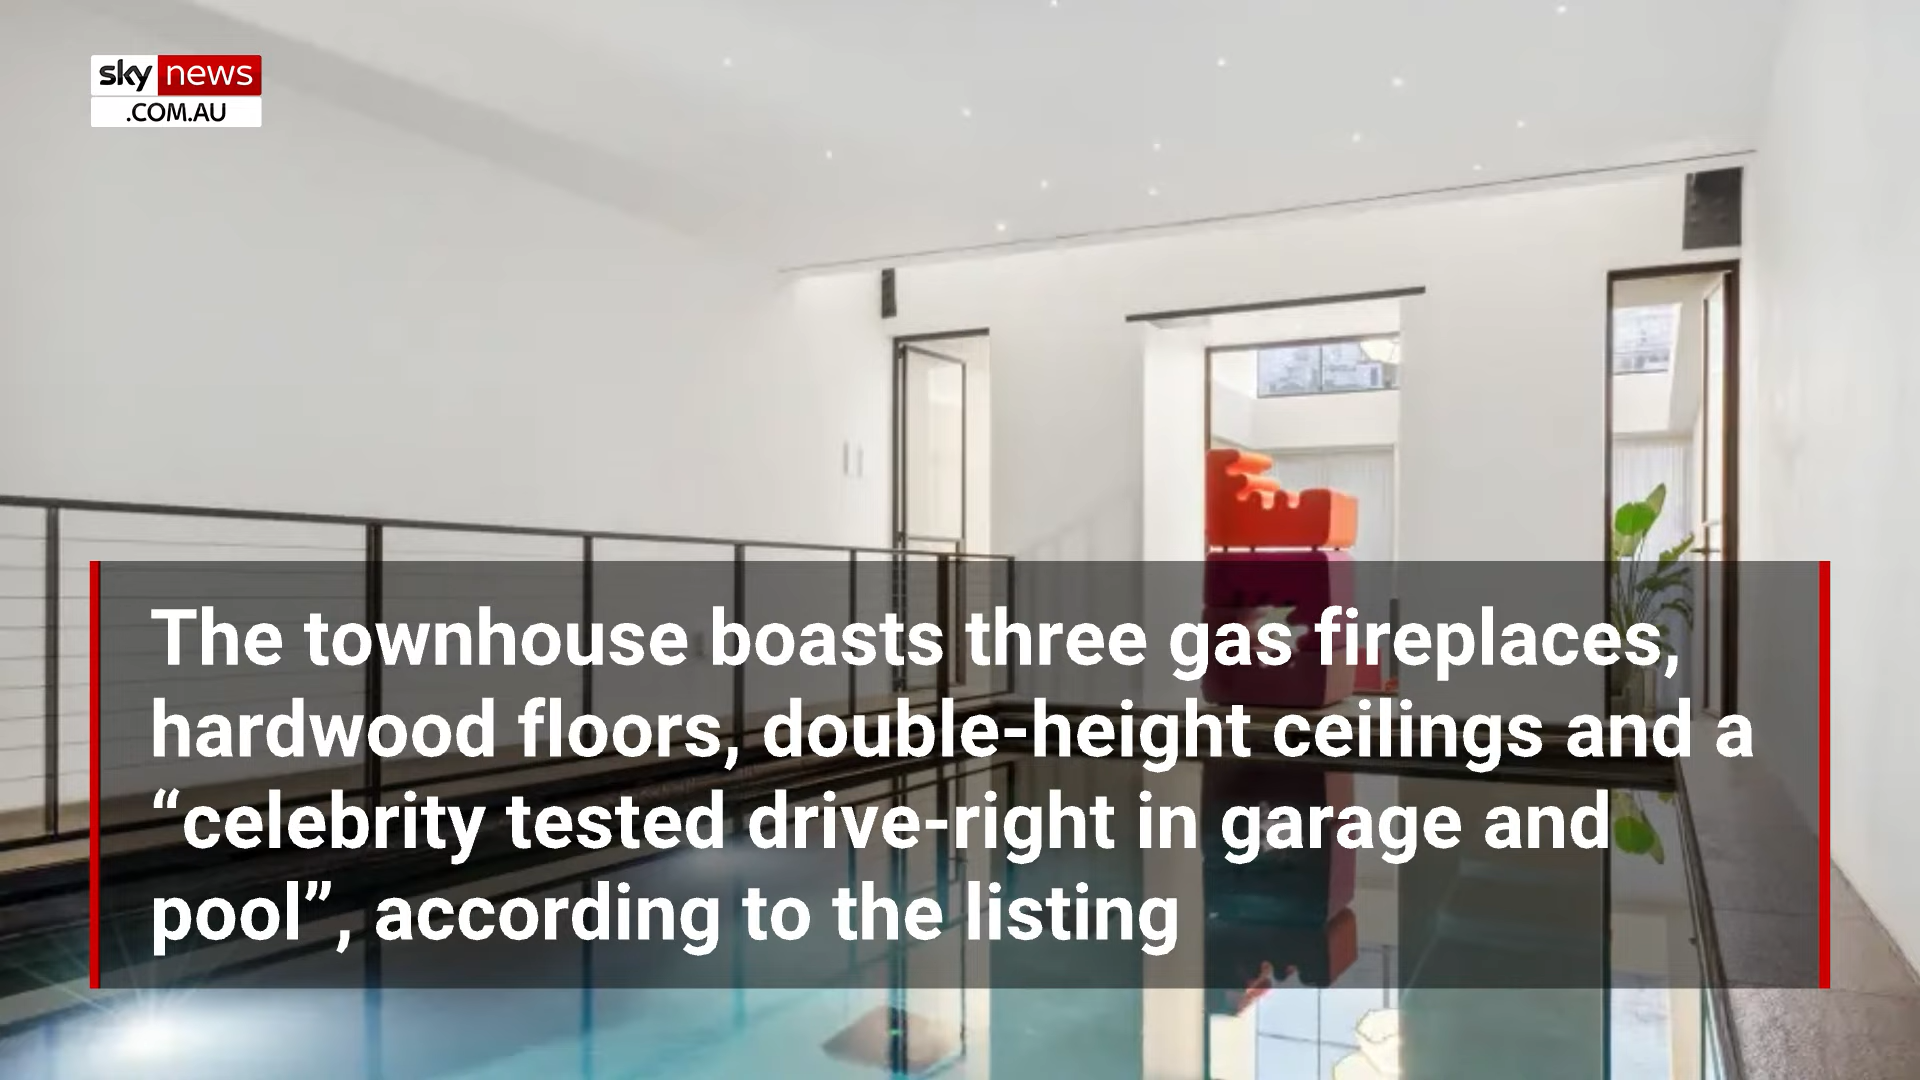 sky news
.COM.AU
The townhouse boasts three gas fireplaces,
hardwood floors, double-height ceilings and a
“celebrity tested drive-right in garage and
pool”, according to the listing